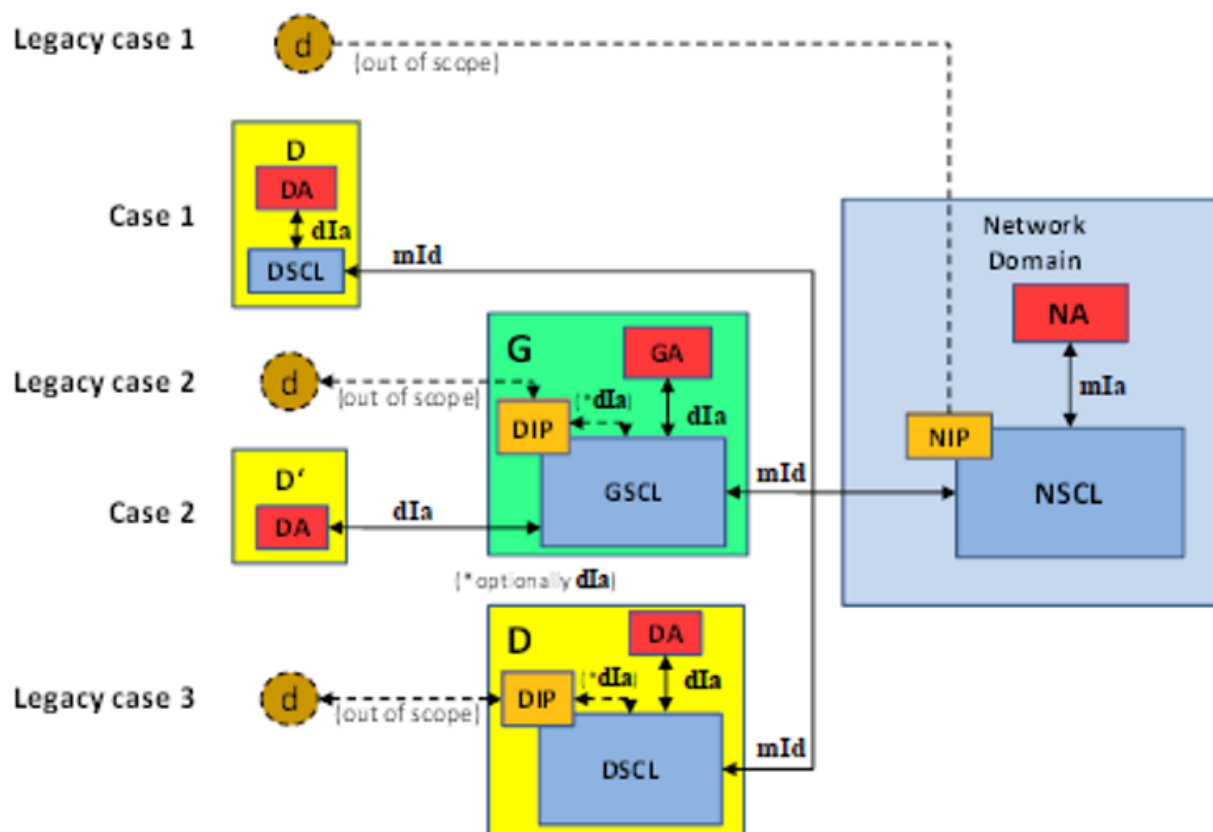 Legacy case 1
d
(out of scope)
D
DA
dIa
DSCL
Case 1
mId
Network
Domain
NA
mIa
NIP
NSCL
G
GA
dIa
(*dIa)
DIP
GSCL
mId
Legacy case 2
d
(out of scope)
D‘
DA
dIa
Case 2
(*optionally dIa)
D
DA
dIa
(*dIa)
DIP
DSCL
mId
Legacy case 3
d
(out of scope)